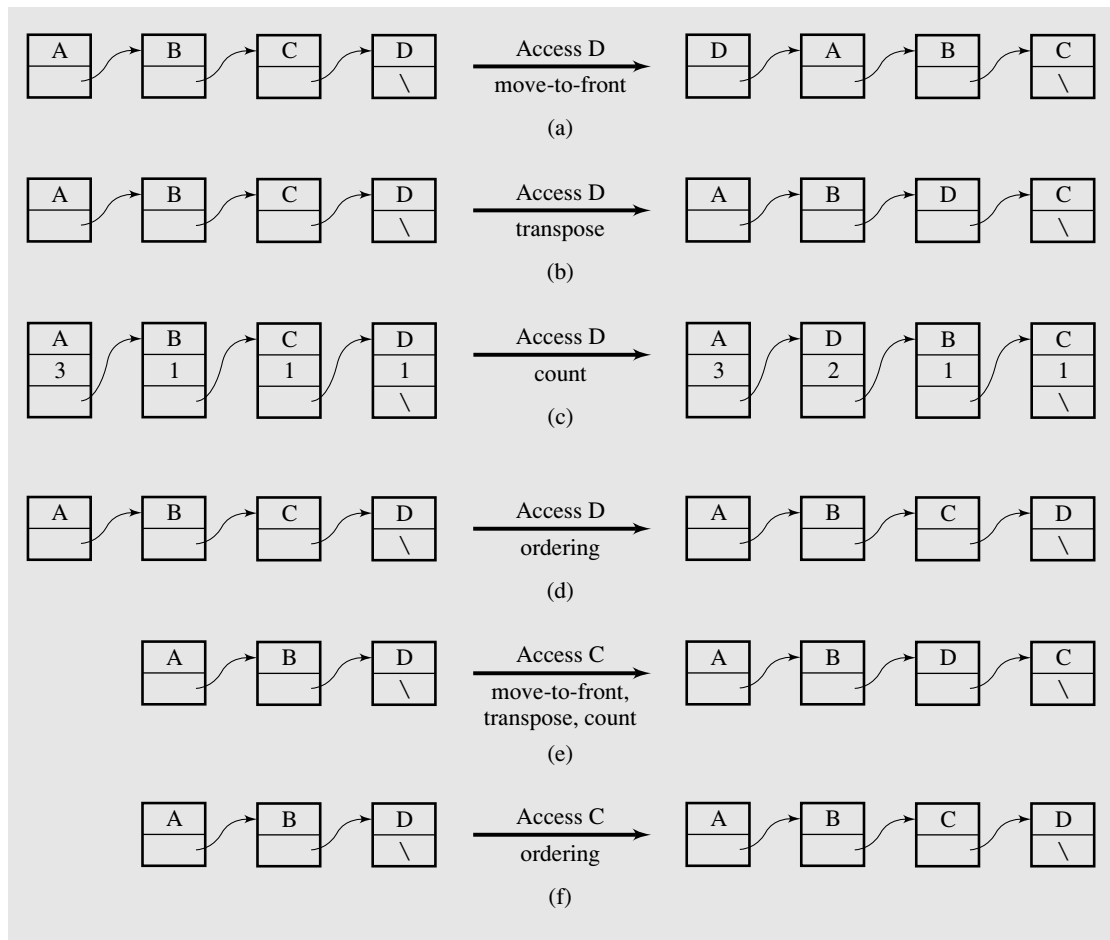 A B C D Access D D A B C
\ move-to-front \
(a)
A B C D Access D A B D C
\ transpose \
(b)
A B C D Access D A D B C
3 1 1 1 count 3 2 1 1
\ \
(c)
A B C D Access D A B C D
\ ordering \
(d)
A B D Access C A B D C
\ move-to-front, \
transpose, count
(e)
A B D Access C A B C D
\ ordering \
(f)